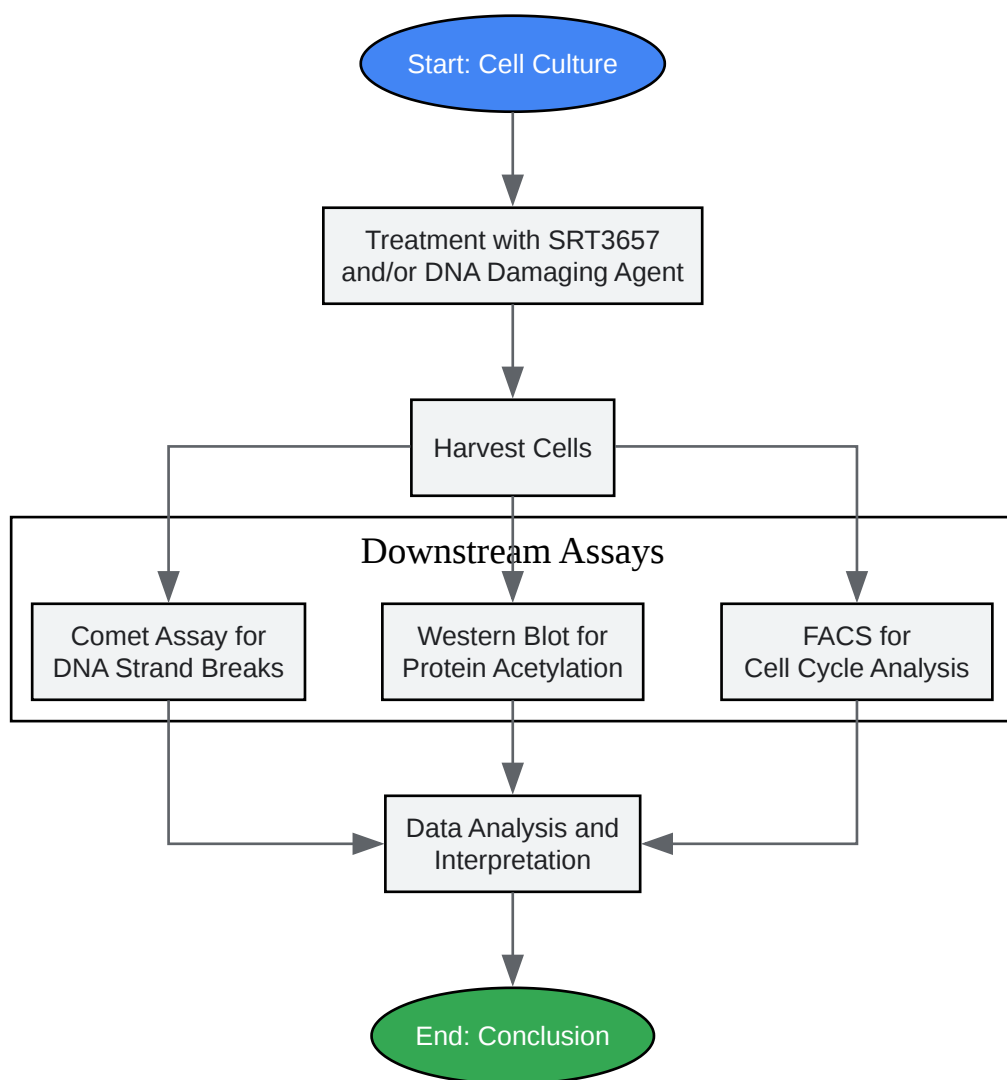 Start: Cell Culture
Treatment with SRT3657
and/or DNA Damaging Agent
Harvest Cells
Downstream Assays
Comet Assay for
DNA Strand Breaks
Western Blot for
Protein Acetylation
FACS for
Cell Cycle Analysis
Data Analysis and
Interpretation
End: Conclusion